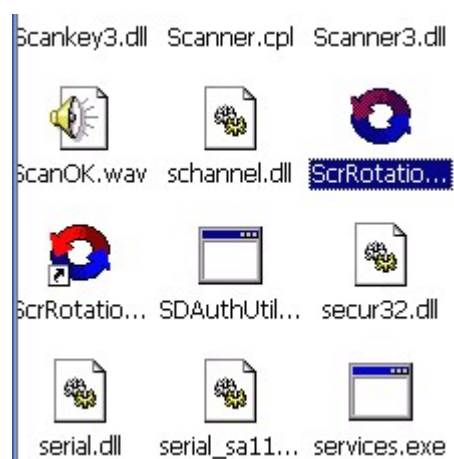 Scankey3.dll Scanner.cpl Scanner3.dll
ScanOK.wav schannel.dll ScrRotatio...
ScrRotatio... SDAuthUtil... secur32.dll
serial.dll serial_sa11... services.exe